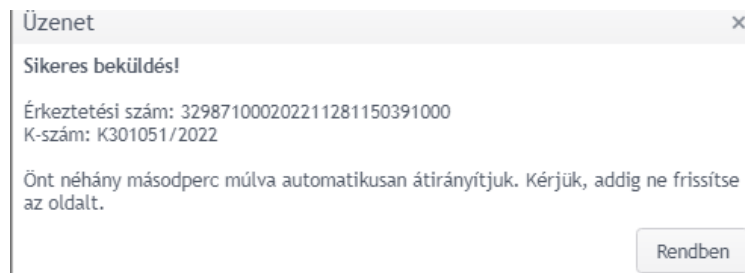 Üzenet
Sikeres beküldés!
Érkeztetési szám: 329871000202211281150391000
K-szám: K301051/2022
Önt néhány másodperc múlva automatikusan átirányítjuk. Kérjük, addig ne frissítse
az oldalt.
Rendben